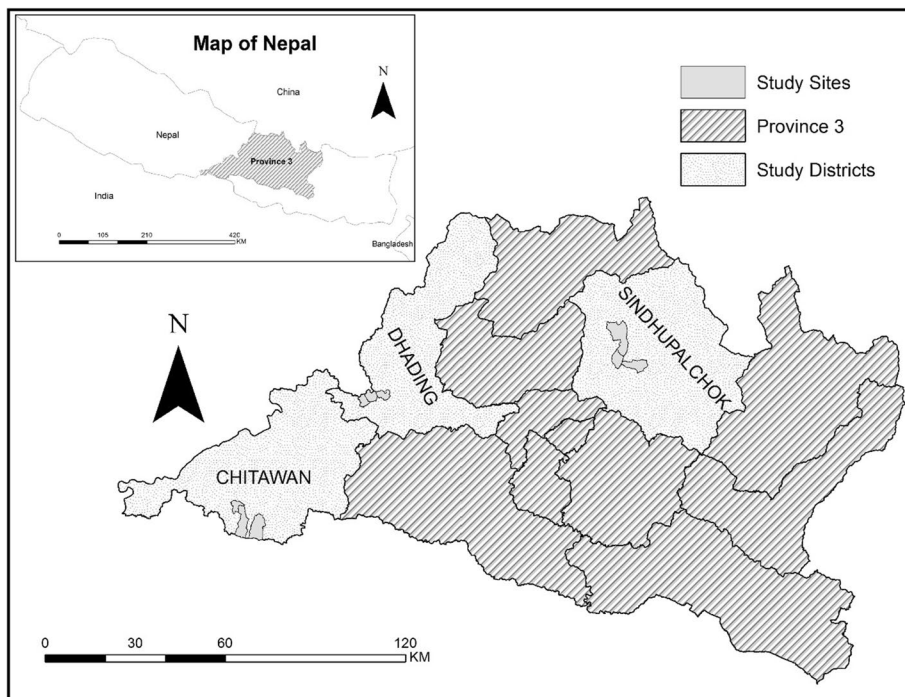 Map of Nepal
N
China
Nepal
Province 3
India
Bangladesh
0 105 210 420
KM
Study Sites
Province 3
Study Districts
N
SINDHUPALCHOK
DHADING
CHITAWAN
0 30 60 120
KM